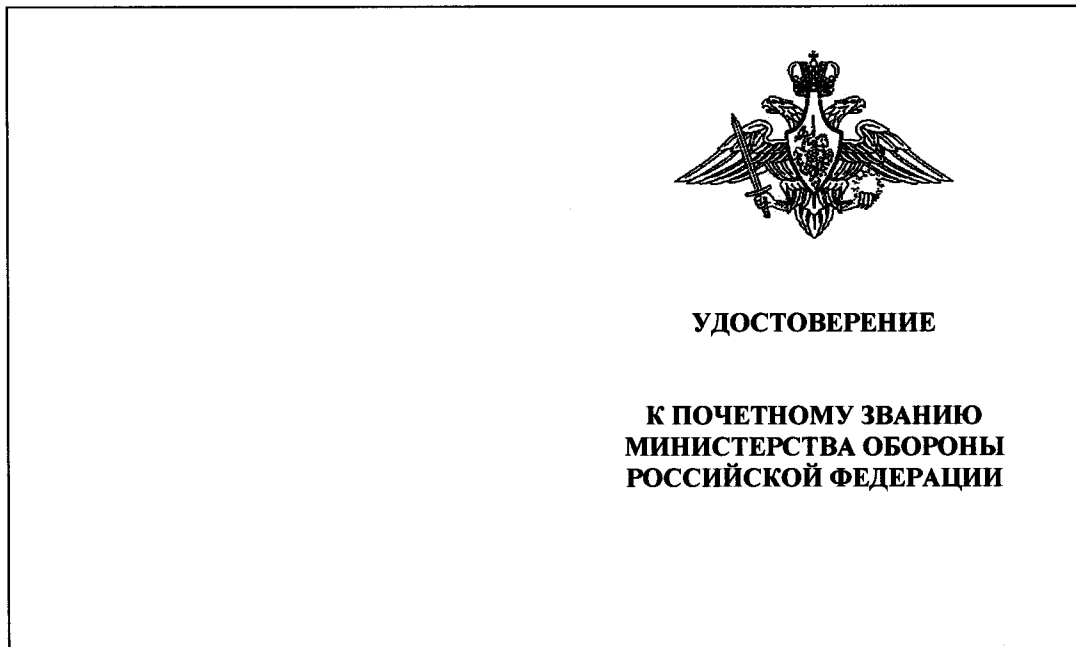 УДОСТОВЕРЕНИЕ
К ПОЧЕТНОМУ ЗВАНИЮ
МИНИСТЕРСТВА ОБОРОНЫ
РОССИЙСКОЙ ФЕДЕРАЦИИ